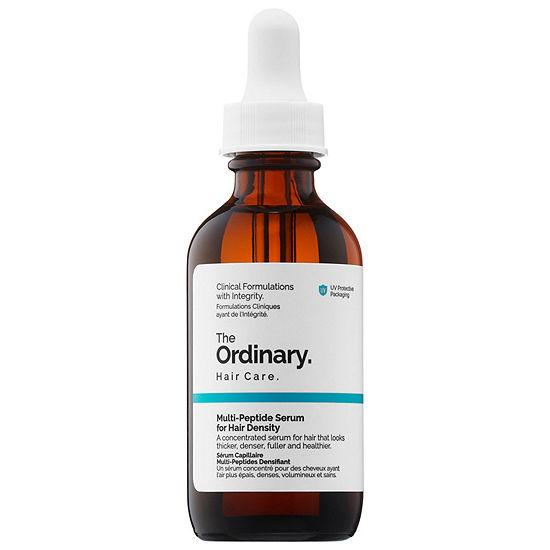 Clinical Formulations
with Integrity.
Formulations Cliniques
ayant de l'Intégrité.
UV
UV Protective
Packaging
The
Ordinary.
Hair Care.
Multi-Peptide Serum
for Hair Density
A concentrated serum for hair that looks
thicker, denser, fuller and healthier.
Sérum Capillaire
Multi-Peptides Densifiant
Un sérum concentré pour des cheveux ayant
l'air plus épais, denses, volumineux et sains.